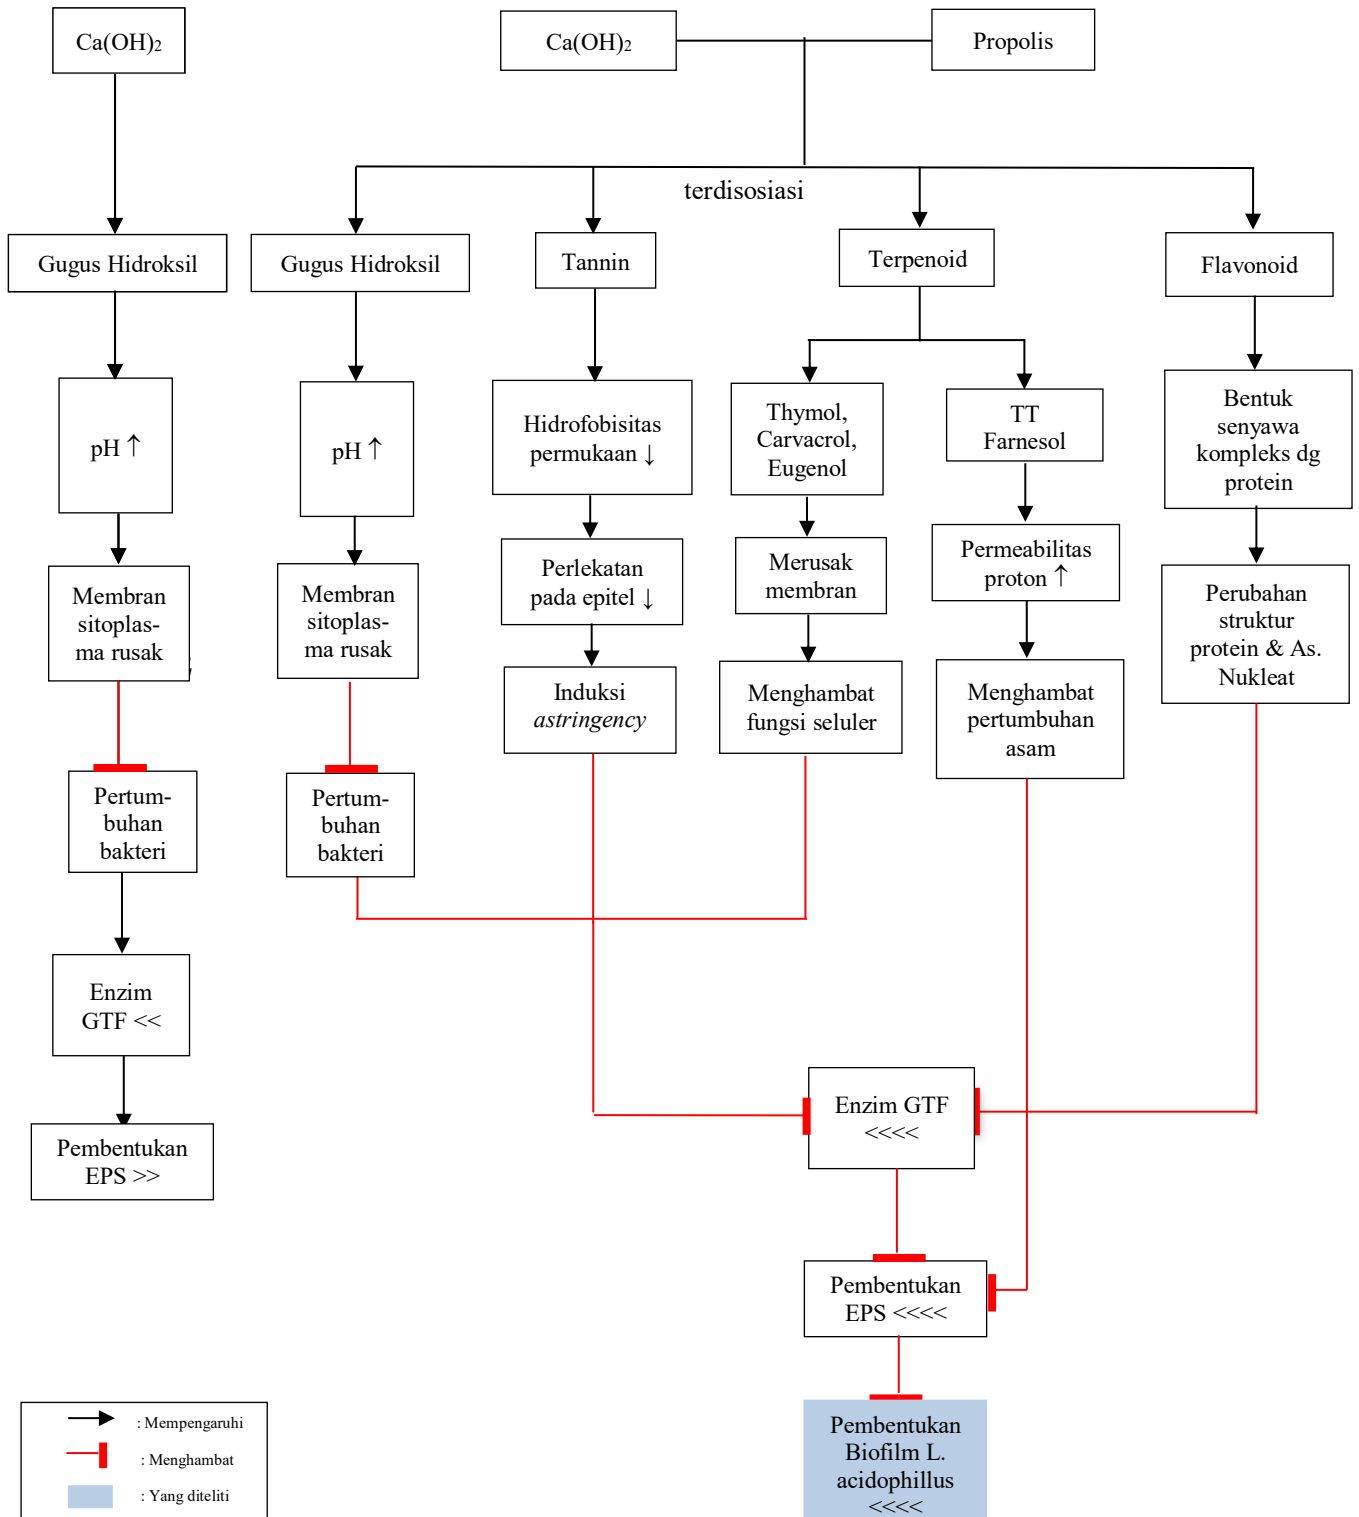 Ca(OH)2
Ca(OH)2
Propolis
terdisosiasi
Gugus Hidroksil
Gugus Hidroksil
Tannin
Terpenoid
Flavonoid
pH ↑
pH ↑
Hidrofobisitas
permukaan ↓
Thymol,
Carvacrol,
Eugenol
TT
Farnesol
Bentuk
senyawa
kompleks dg
protein
Membran
sitoplas-
ma rusak
Membran
sitoplas-
ma rusak
Perlekatan
pada epitel ↓
Merusak
membran
Permeabilitas
proton ↑
Perubahan
struktur
protein & As.
Nukleat
Induksi
astringency
Menghambat
fungsi seluler
Menghambat
pertumbuhan
asam
Pertum-
buhan
bakteri
Pertum-
buhan
bakteri
Enzim
GTF <<
Pembentukan
EPS >>
Enzim GTF
<<<<
Pembentukan
EPS <<<<
Pembentukan
Biofilm L.
acidophillus
<<<<
: Mempengaruhi
: Menghambat
: Yang diteliti